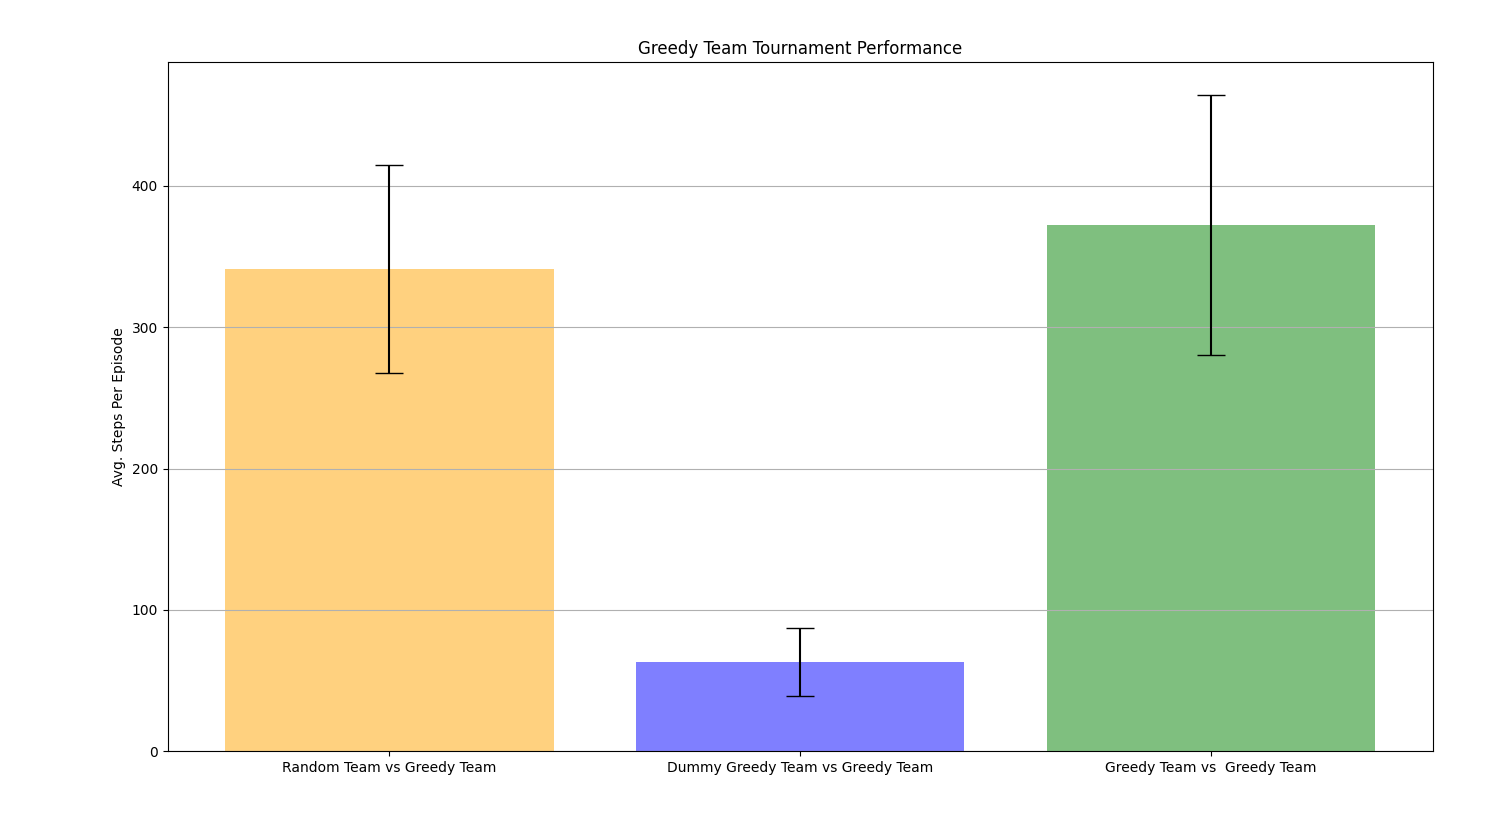 Greedy Team Tournament Performance
Avg. Steps Per Episode
400
300
200
100
0
Random Team vs Greedy Team
Dummy Greedy Team vs Greedy Team
Greedy Team vs  Greedy Team